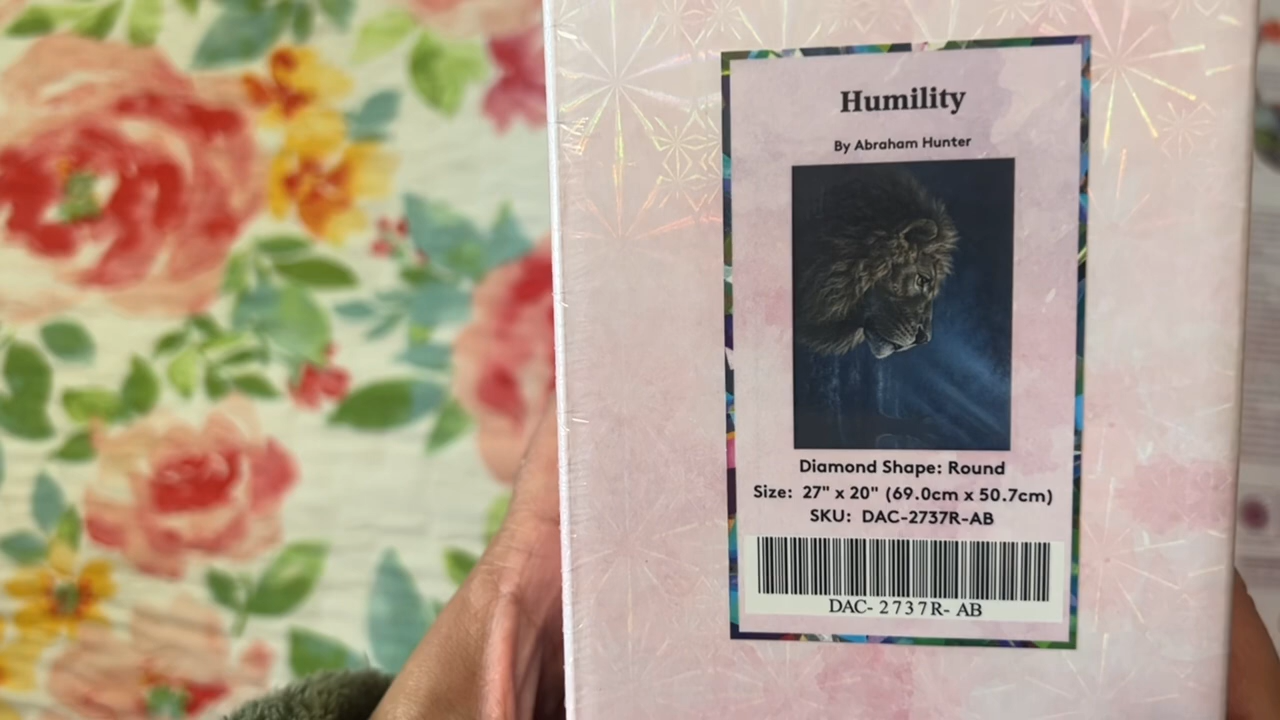 Humility
By Abraham Hunter
Diamond Shape: Round
Size: 27" x 20" (69.0cm x 50.7cm)
SKU: DAC-2737R-AB
DAC- 2737R- AB